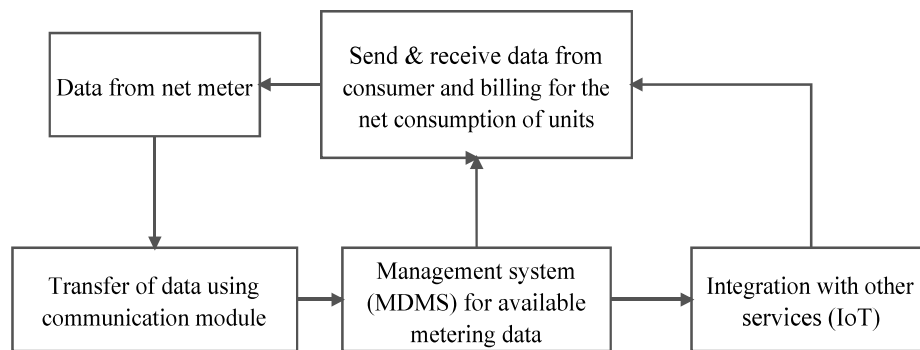 Data from net meter
Send & receive data from
consumer and billing for the
net consumption of units
Transfer of data using
communication module
Management system
(MDMS) for available
metering data
Integration with other
services (IoT)